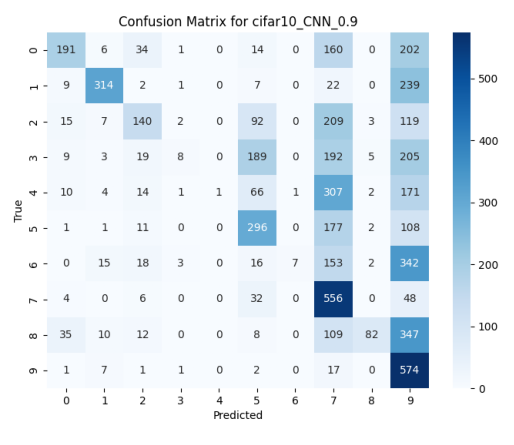 Confusion Matrix for cifar10_CNN_0.9
0 191 6 34 1 0 14 160 0 202
1 9 314 2 1 0 7 0 22 0 239
2 15 7 140 2 0 92 0 209 3 119
3 9 3 19 8 0 189 0 192 5 205
4 10 4 14 1 1 66 1 307 2 171
5 1 1 11 0 0 296 0 177 2 108
6 0 15 18 3 0 16 7 153 2 342
7 4 0 6 0 0 32 0 556 0 48
8 35 10 12 0 0 8 0 109 82 347
9 1 7 1 1 0 2 0 17 0 574
0 1 2 3 4 5 6 7 8 9
Predicted
True
500
400
300
200
100
0